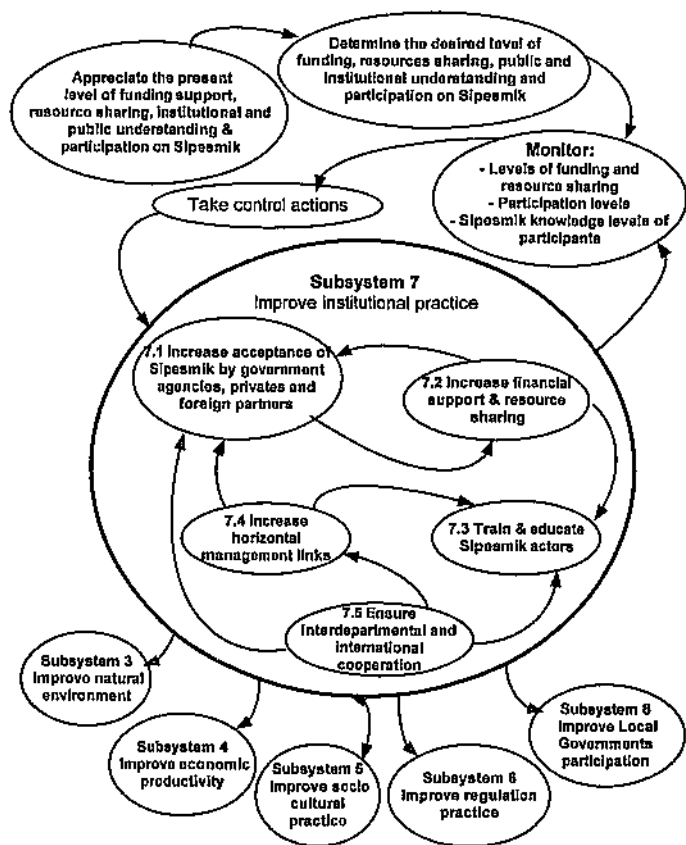 Appreciate the present
level of funding support,
resource sharing, institutional and
public understanding &
participation on Sipesmik
Determine the desired level of
funding, resources sharing, public and
institutional understanding and
participation on Sipesmik
Monitor:
- Levels of funding and
resource sharing
- Participation levels
- Sipesmik knowledge levels of
participants
Take control actions
Subsystem 7
Improve institutional practice
7.1 Increase acceptance of
Sipesmik by government
agencies, privates and
foreign partners
7.2 Increase financial
support & resource
sharing
7.4 Increase
horizontal
management links
7.3 Train & educate
Sipesmik actors
7.5 Ensure
interdepartmental and
international
cooperation
Subsystem 3
Improve natural
environment
Subsystem 4
Improve economic
productivity
Subsystem 5
Improve socio
cultural
practice
Subsystem 6
Improve regulation
practice
Subsystem 8
Improve Local
Governments
participation